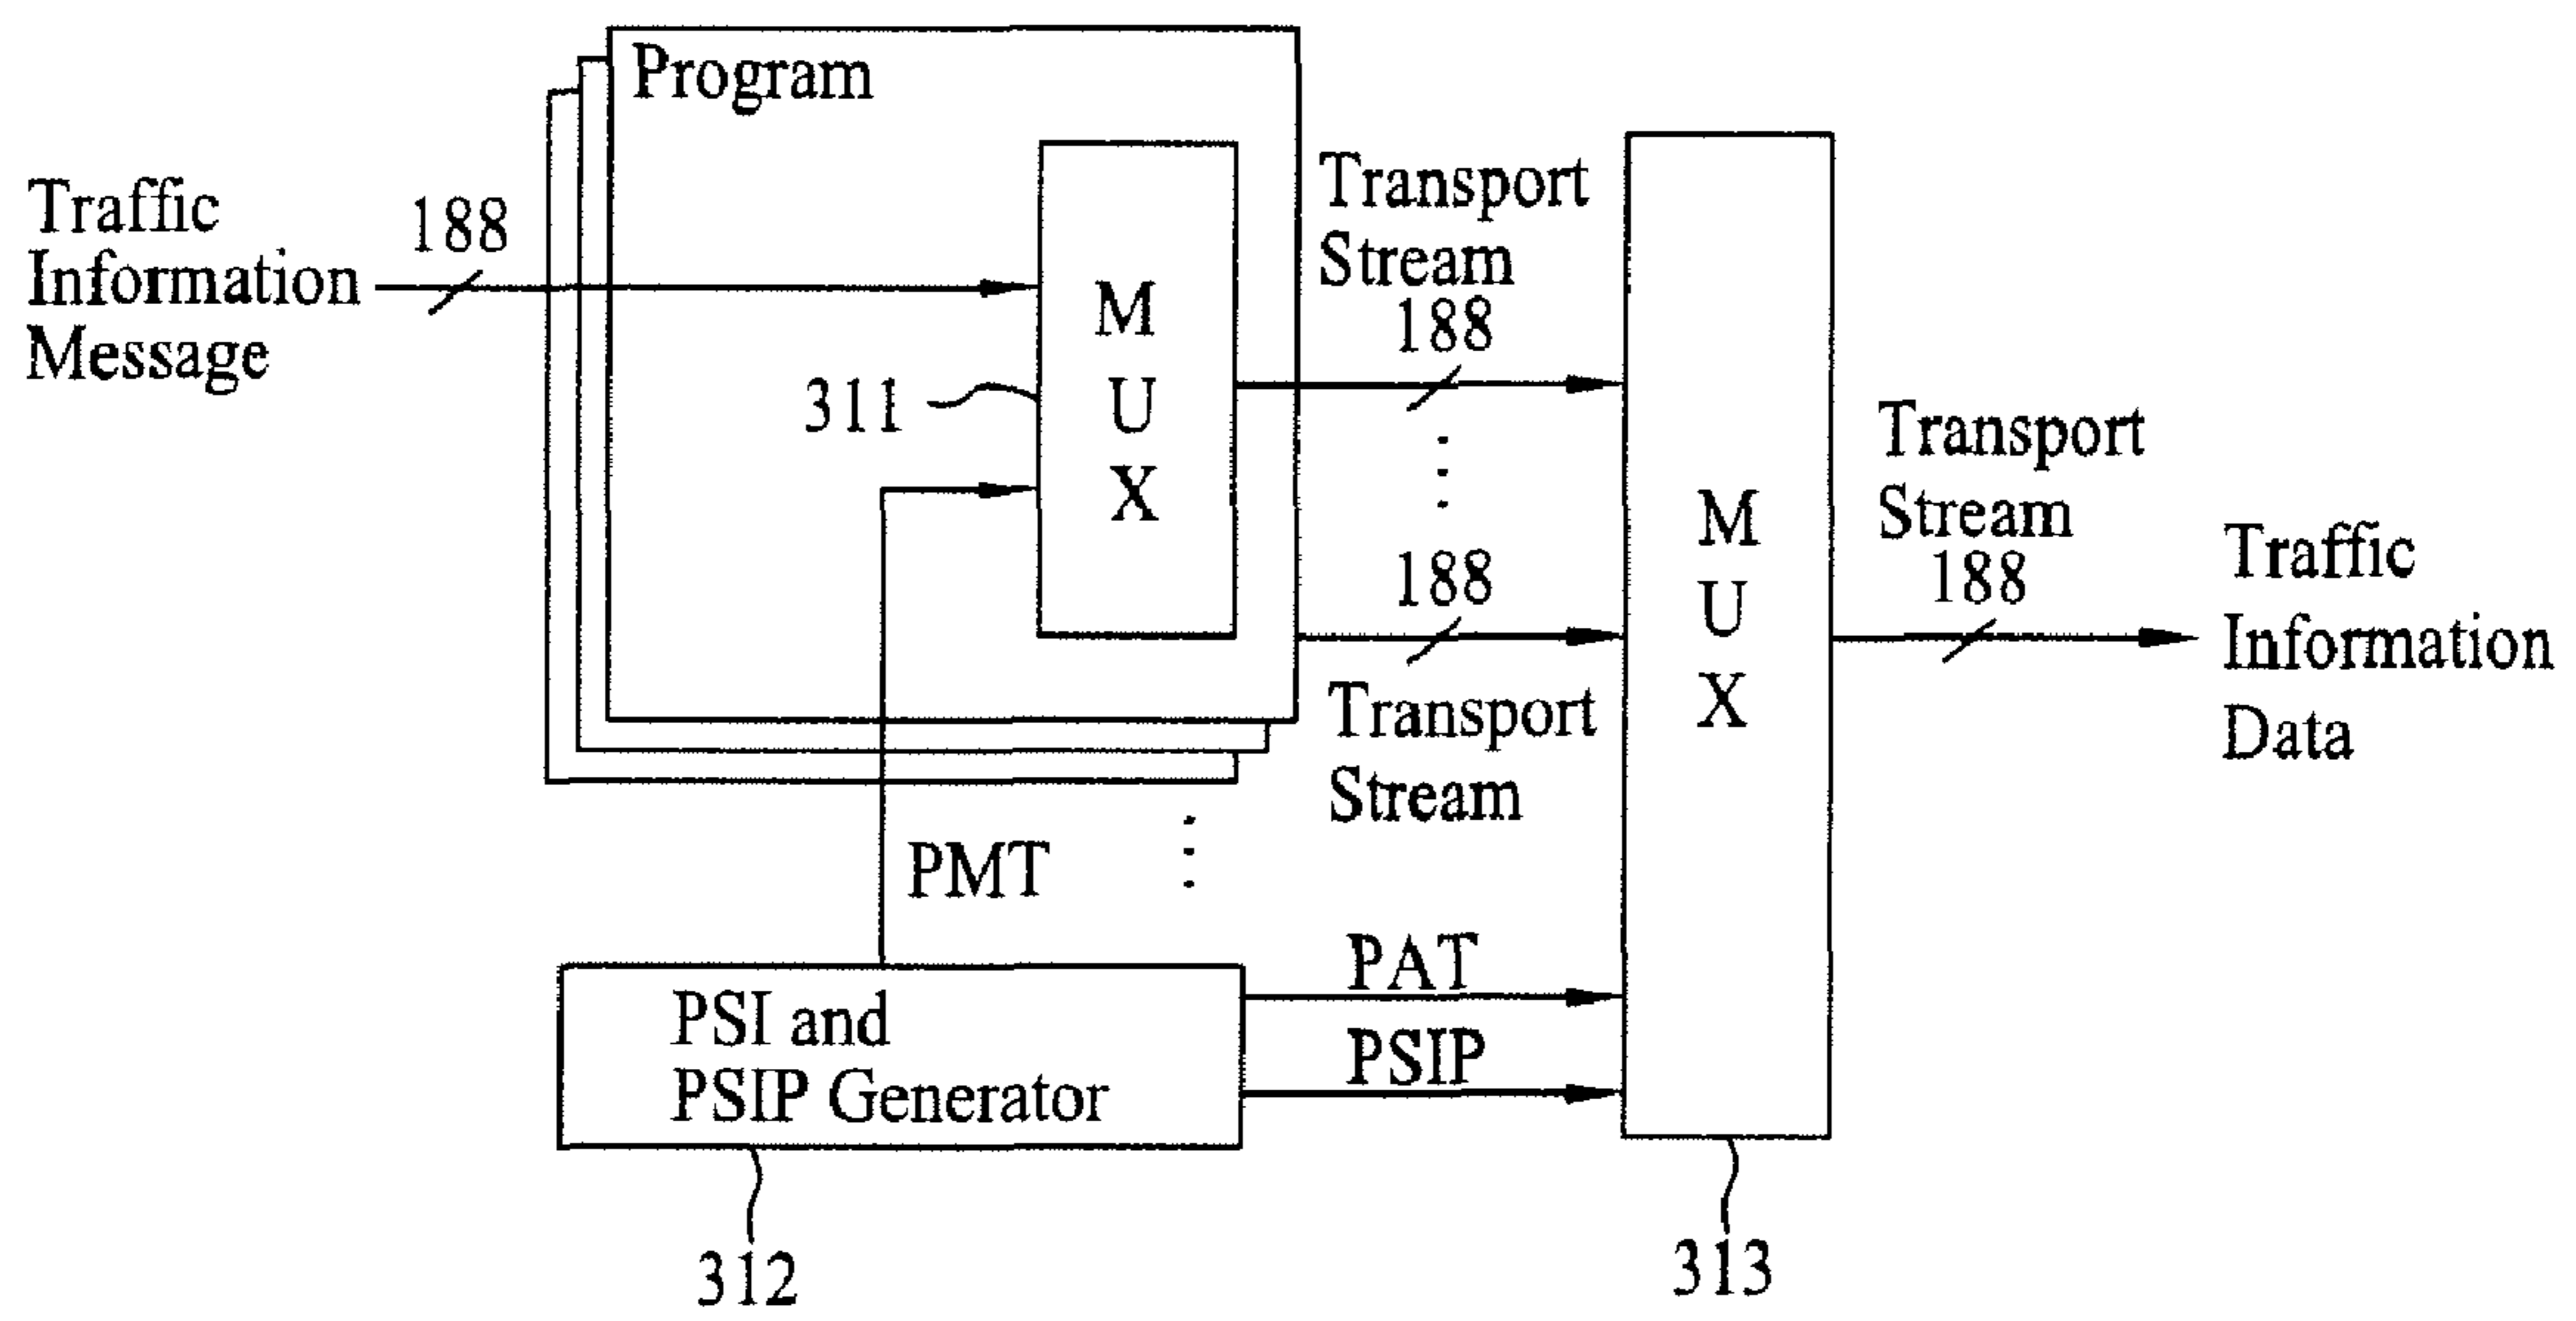 Program
Traffic
Information
Message
188
M
U
X
311
Transport
Stream
188
188
Transport
Stream
M
U
X
Transport
Stream
188
Traffic
Information
Data
PMT
PSI and
PSIP Generator
PAT
PSIP
312
313